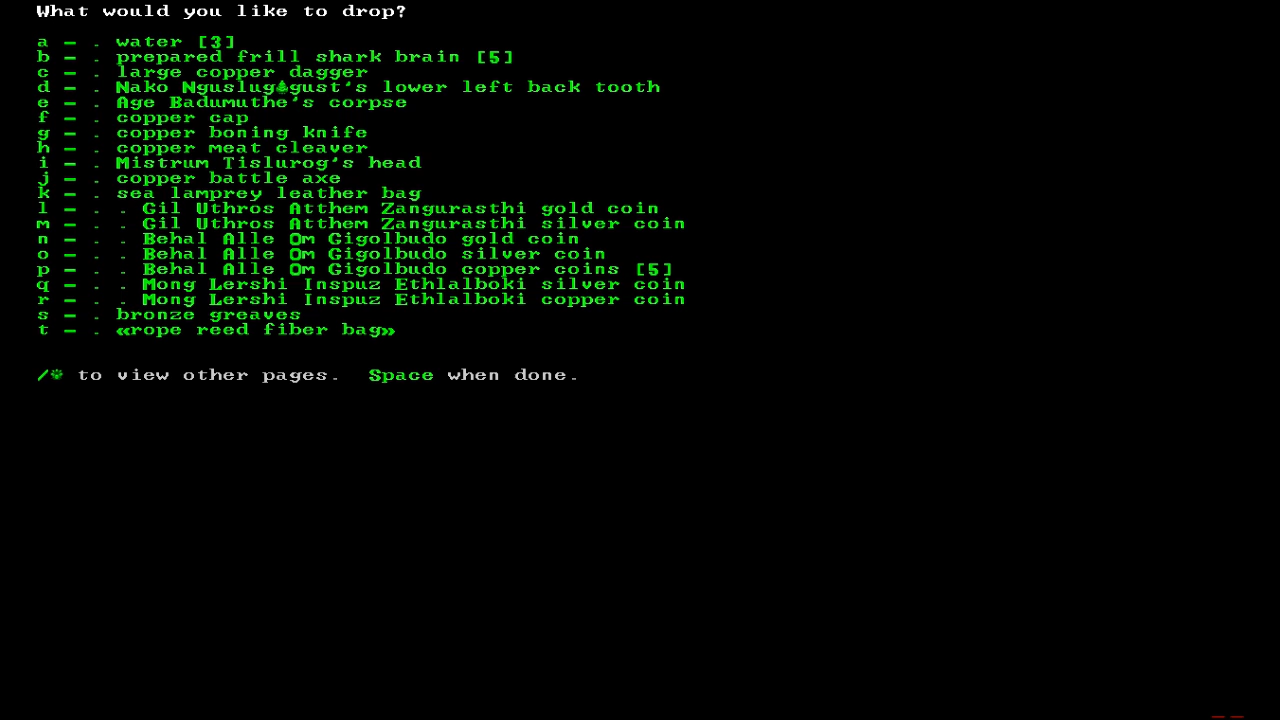 What would you like to drop?
a - . water [3]
b - . prepared frill shark brain [5]
c - . large copper dagger
d - . Nako Nguslug♣gust's lower left back tooth
e - . Age Badumuthe's corpse
f - . copper cap
g - . copper boning knife
h - . copper meat cleaver
i - . Mistrum Tislurog's head
j - . copper battle axe
k - . sea lamprey leather bag
l - . . Gil Uthros Atthem Zangurasthi gold coin
m - . . Gil Uthros Atthem Zangurasthi silver coin
n - . . Behal Alle Om Gigolbudo gold coin
o - . . Behal Alle Om Gigolbudo silver coin
p - . . Behal Alle Om Gigolbudo copper coins [5]
q - . . Mong Lershi Inspuz Ethlalboki silver coin
r - . . Mong Lershi Inspuz Ethlalboki copper coin
s - . bronze greaves
t - . «rope reed fiber bag»
/☼ to view other pages. Space when done.